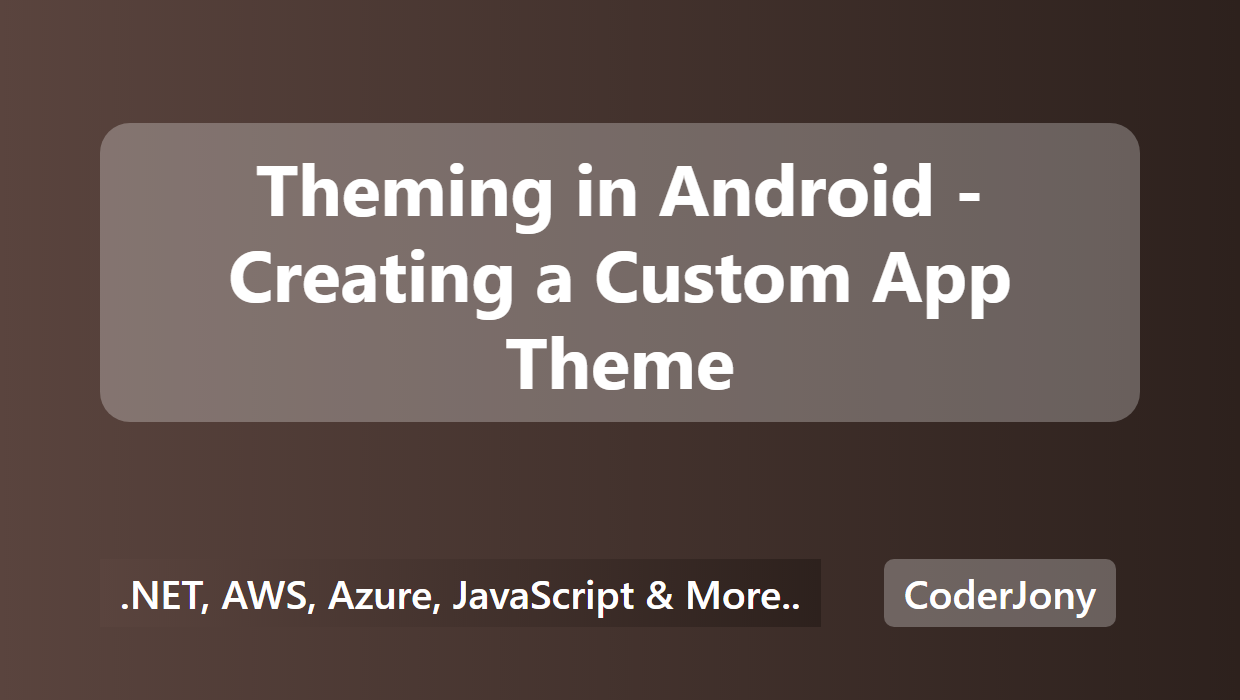 Theming in Android -
Creating a Custom App
Theme
.NET, AWS, Azure, JavaScript & More..
CoderJony